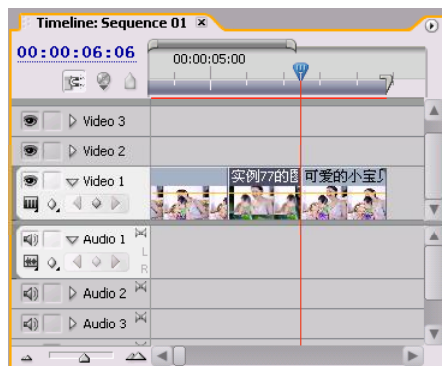 Timeline: Sequence 01
00:00:06:06
00:00:05:00
Video 3
Video 2
Video 1
实例77的
可爱的小宝
Audio 1
L
R
Audio 2
Audio 3